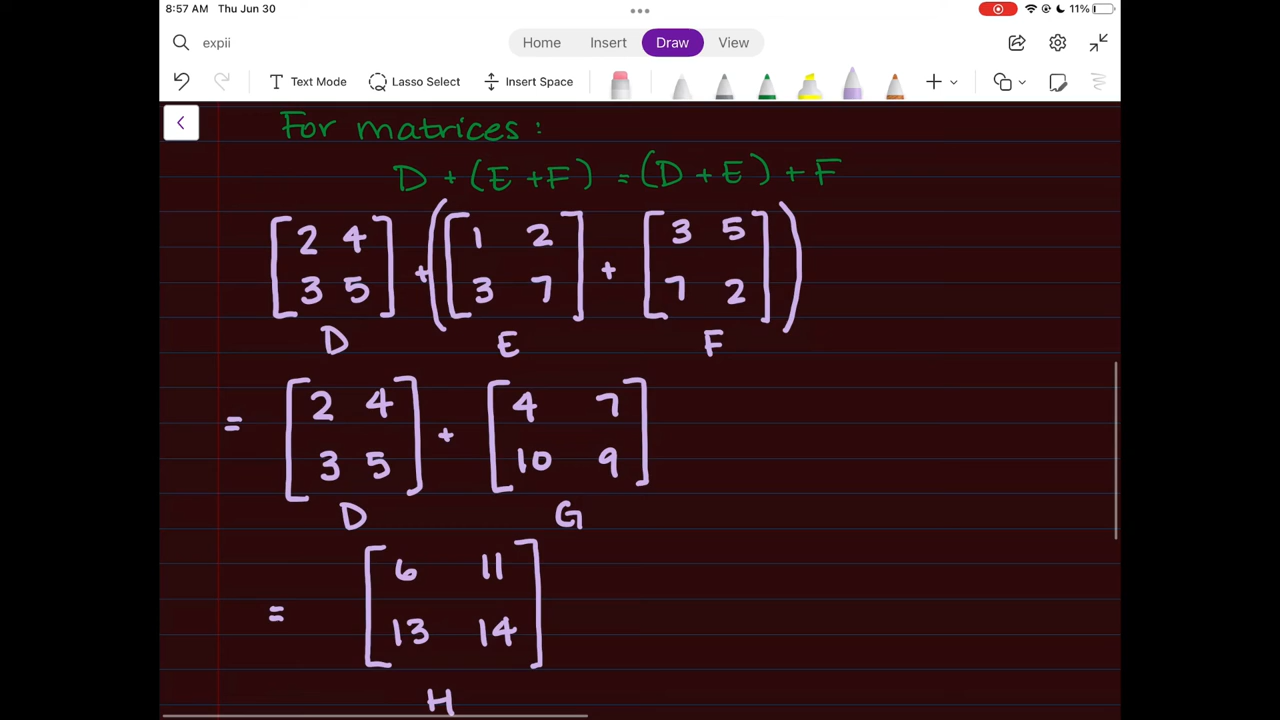 8:57 AM Thu Jun 30 11%
expii Home Insert Draw View
Text Mode Lasso Select Insert Space
For matrices:
D + (E + F) = (D + E) + F
[2 4 + ([1 2 + [3 5
3 5] 3 7] 7 2])
D E F
= [2 4 + [4 7
3 5] 10 9]
D G
= [6 11
13 14]
H